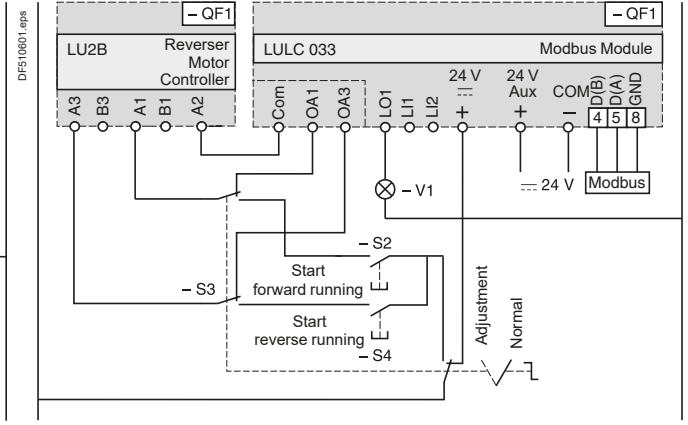 DF510601.eps
– QF1
– QF1
LU2B
Reverser
Motor
Controller
LULC 033
Modbus Module
A3
B3
A1
B1
A2
Com
OA1
OA3
LO1
LI1
LI2
24 V
+
24 V
Aux
+
COM
–
D(B)
D(A)
GND
4 5 8
– V1
24 V
Modbus
– S2
Start
forward running
– S3
Start
reverse running
– S4
Adjustment
Normal